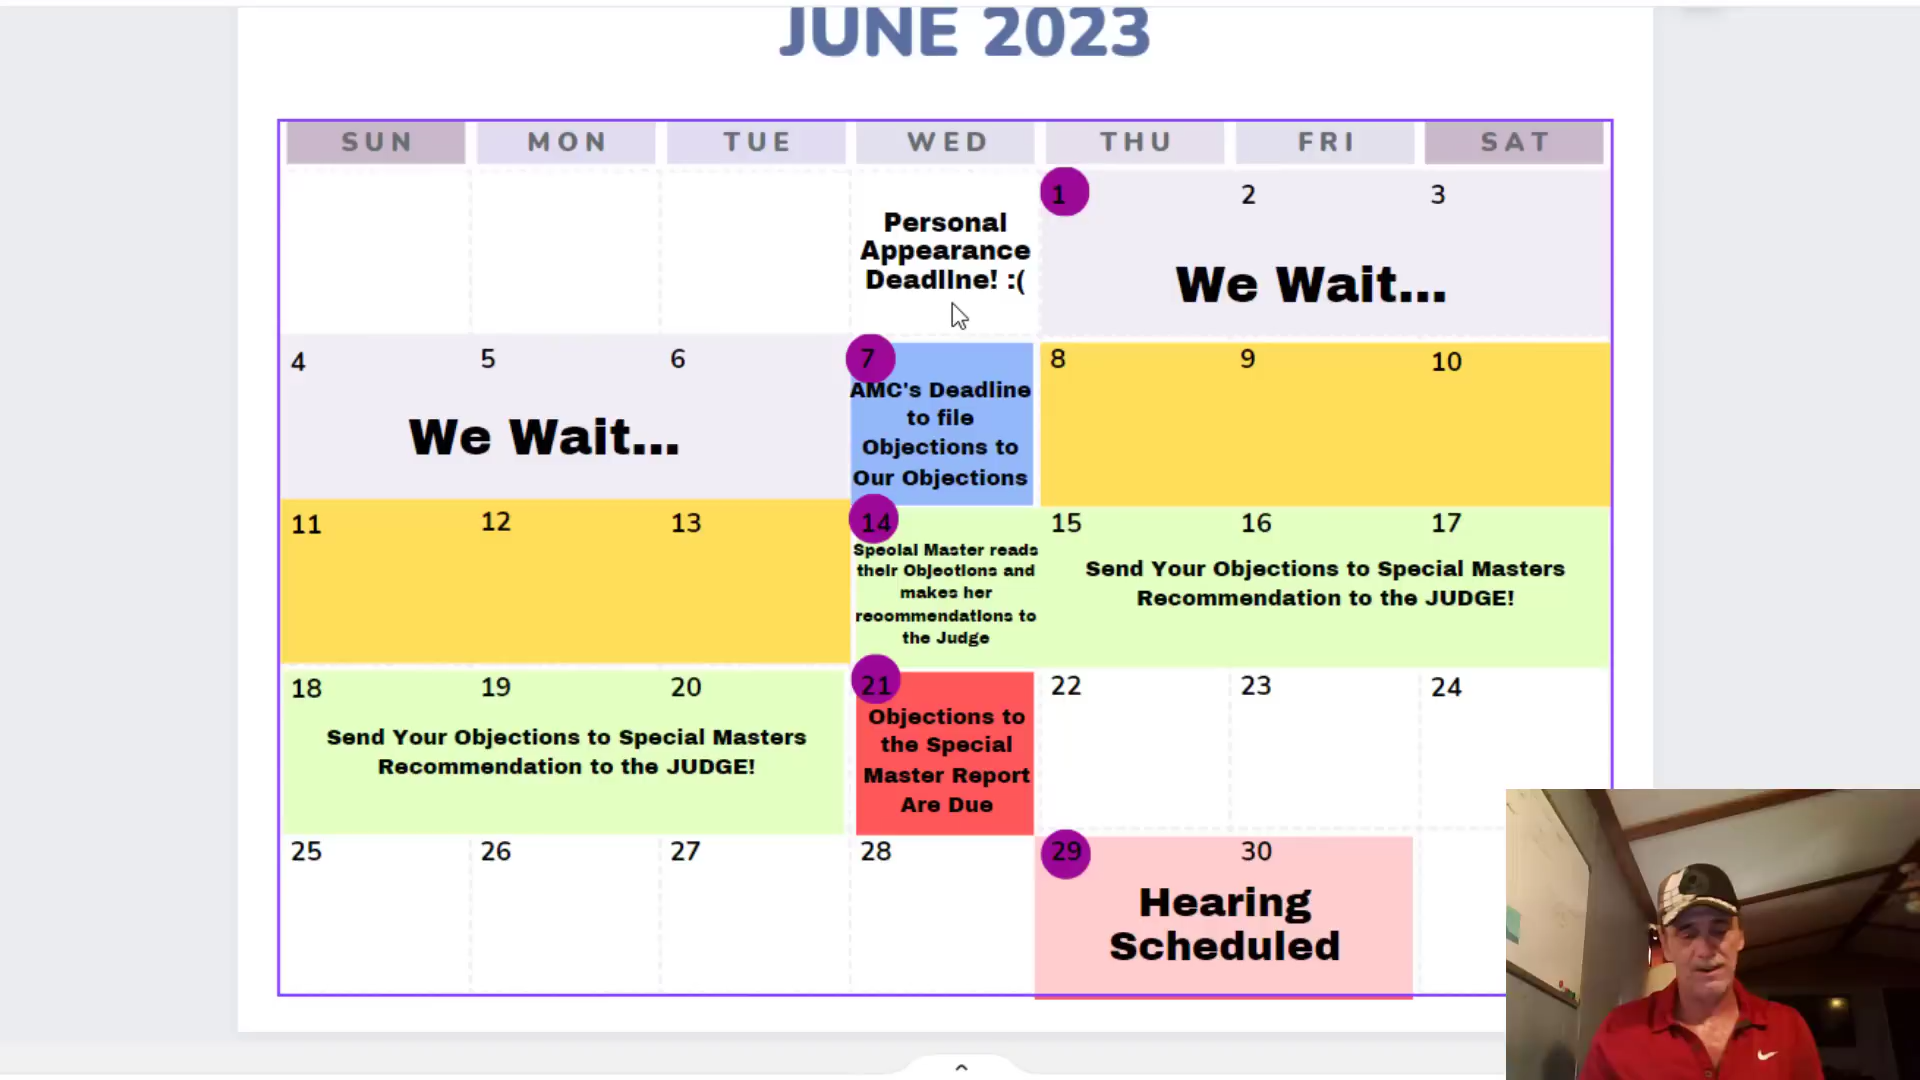 JUNE 2023
SUN MON TUE WED THU FRI SAT
1 2 3
Personal
Appearance
Deadline! :(
We Wait...
4 5 6 7 8 9 10
We Wait...
AMC's Deadline
to file
Objections to
Our Objections
11 12 13 14 15 16 17
Special Master reads
their Objections and
makes her
recommendations to
the Judge
Send Your Objections to Special Masters
Recommendation to the JUDGE!
18 19 20 21 22 23 24
Send Your Objections to Special Masters
Recommendation to the JUDGE!
Objections to
the Special
Master Report
Are Due
25 26 27 28 29 30
Hearing
Scheduled